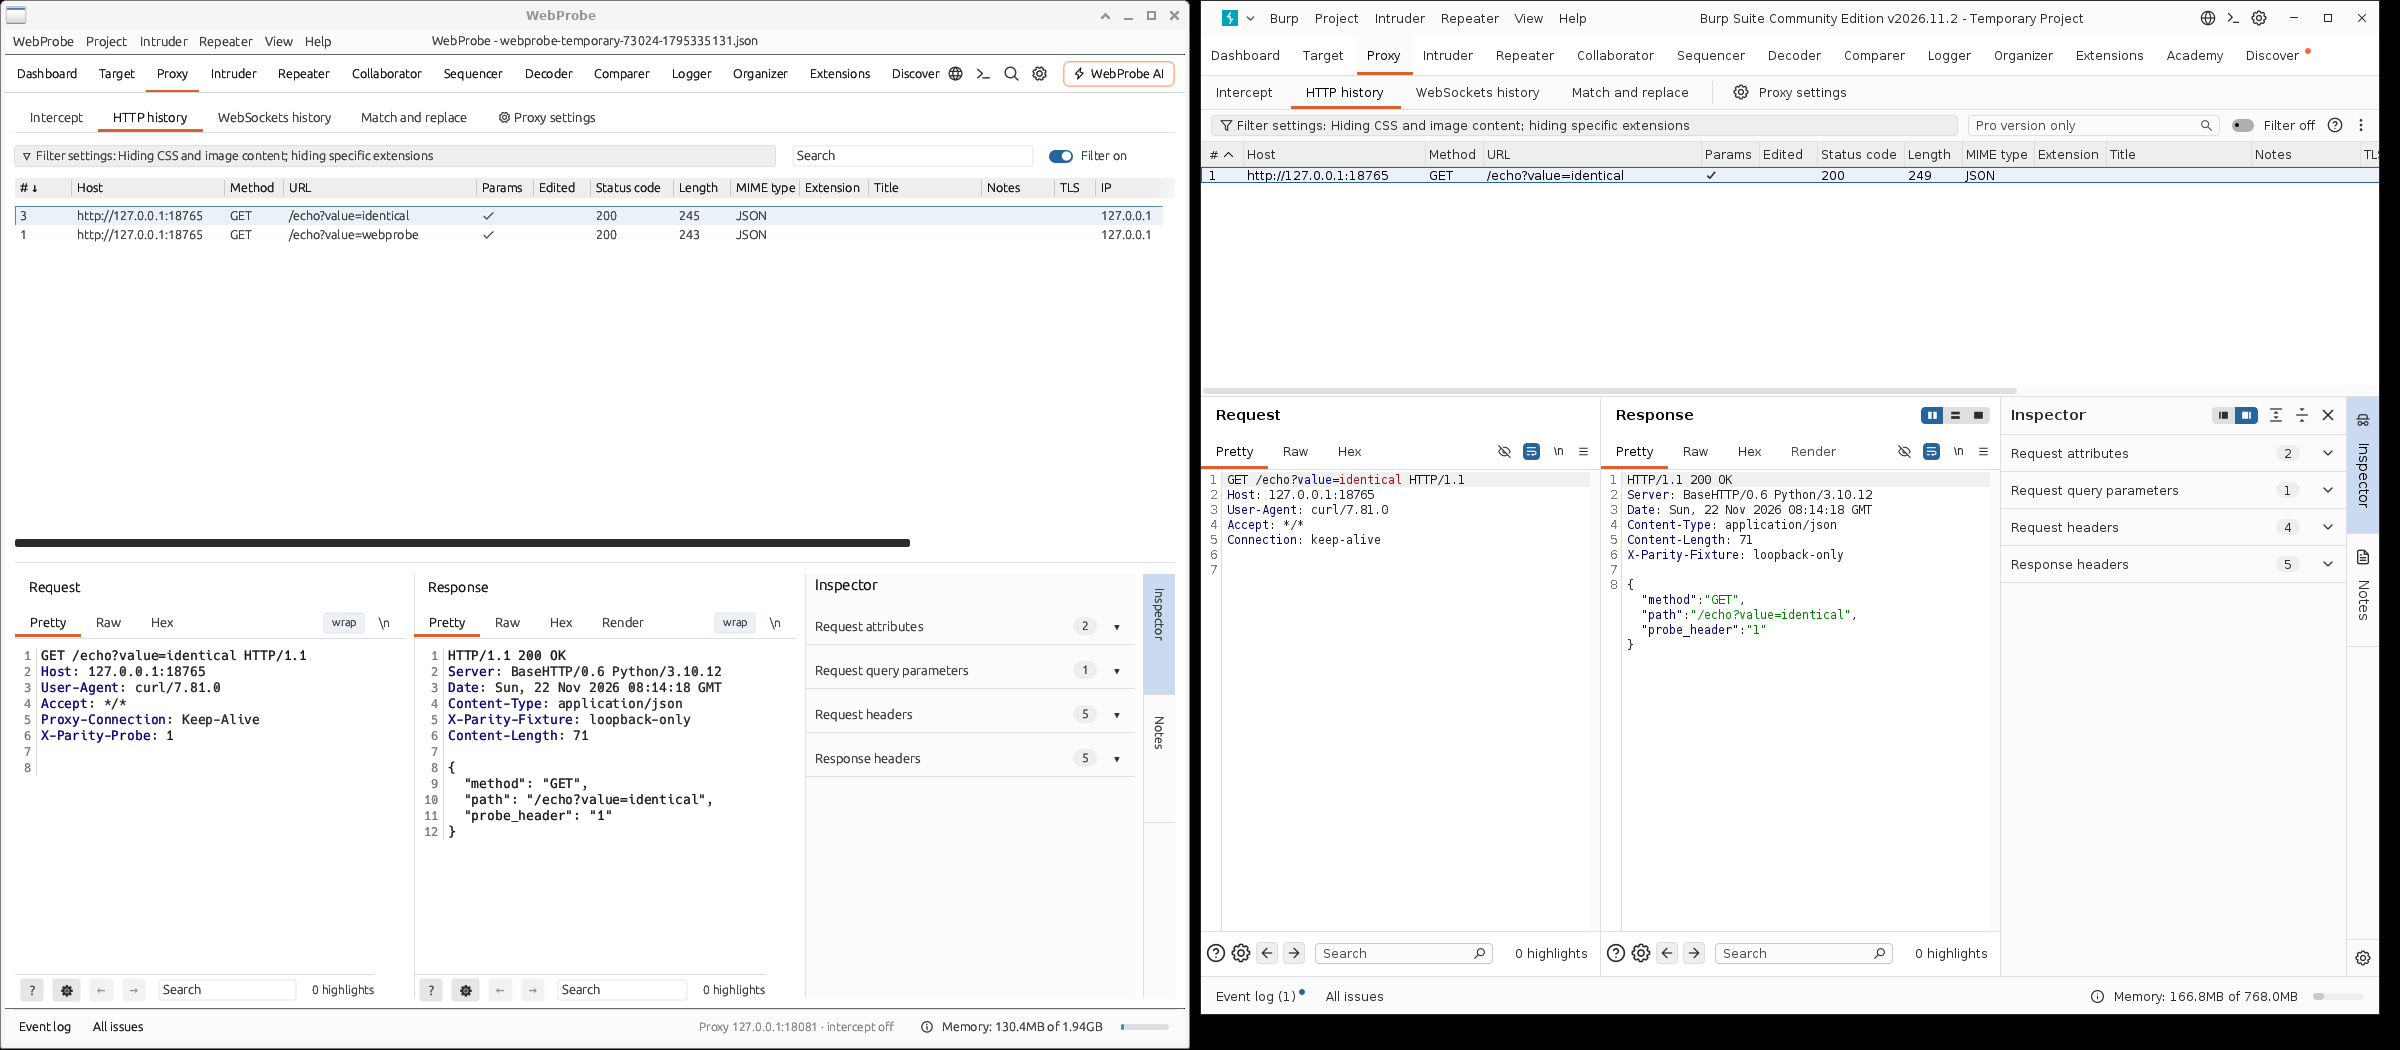 WebProbe
WebProbe Project Intruder Repeater View Help WebProbe - webprobe-temporary-73024-1795335131.json
Dashboard Target Proxy Intruder Repeater Collaborator Sequencer Decoder Comparer Logger Organizer Extensions Discover WebProbe AI
Intercept HTTP history WebSockets history Match and replace Proxy settings
Filter settings: Hiding CSS and image content; hiding specific extensions Search Filter on
# Host Method URL Params Edited Status code Length MIME type Extension Title Notes TLS IP
3 http://127.0.0.1:18765 GET /echo?value=identical ✓ 200 245 JSON 127.0.0.1
1 http://127.0.0.1:18765 GET /echo?value=webprobe ✓ 200 243 JSON 127.0.0.1
Request
Pretty Raw Hex wrap \n
1 GET /echo?value=identical HTTP/1.1
2 Host: 127.0.0.1:18765
3 User-Agent: curl/7.81.0
4 Accept: */*
5 Proxy-Connection: Keep-Alive
6 X-Parity-Probe: 1
7
8
? Search 0 highlights
Response
Pretty Raw Hex Render wrap \n
1 HTTP/1.1 200 OK
2 Server: BaseHTTP/0.6 Python/3.10.12
3 Date: Sun, 22 Nov 2026 08:14:18 GMT
4 Content-Type: application/json
5 X-Parity-Fixture: loopback-only
6 Content-Length: 71
7
8 {
9 "method": "GET",
10 "path": "/echo?value=identical",
11 "probe_header": "1"
12 }
? Search 0 highlights
Inspector
Request attributes 2
Request query parameters 1
Request headers 5
Response headers 5
Inspector
Notes
Event log All issues Proxy 127.0.0.1:18081 · intercept off Memory: 130.4MB of 1.94GB
Burp Project Intruder Repeater View Help Burp Suite Community Edition v2026.11.2 - Temporary Project
Dashboard Target Proxy Intruder Repeater Collaborator Sequencer Decoder Comparer Logger Organizer Extensions Academy Discover
Intercept HTTP history WebSockets history Match and replace Proxy settings
Filter settings: Hiding CSS and image content; hiding specific extensions Pro version only Filter off
# Host Method URL Params Edited Status code Length MIME type Extension Title Notes TLS
1 http://127.0.0.1:18765 GET /echo?value=identical ✓ 200 249 JSON
Request
Pretty Raw Hex \n
1 GET /echo?value=identical HTTP/1.1
2 Host: 127.0.0.1:18765
3 User-Agent: curl/7.81.0
4 Accept: */*
5 Connection: keep-alive
6
7
? Search 0 highlights
Response
Pretty Raw Hex Render \n
1 HTTP/1.1 200 OK
2 Server: BaseHTTP/0.6 Python/3.10.12
3 Date: Sun, 22 Nov 2026 08:14:18 GMT
4 Content-Type: application/json
5 Content-Length: 71
6 X-Parity-Fixture: loopback-only
7
8 {
"method":"GET",
"path":"/echo?value=identical",
"probe_header":"1"
}
? Search 0 highlights
Inspector
Request attributes 2
Request query parameters 1
Request headers 4
Response headers 5
Inspector
Notes
Event log (1) All issues Memory: 166.8MB of 768.0MB